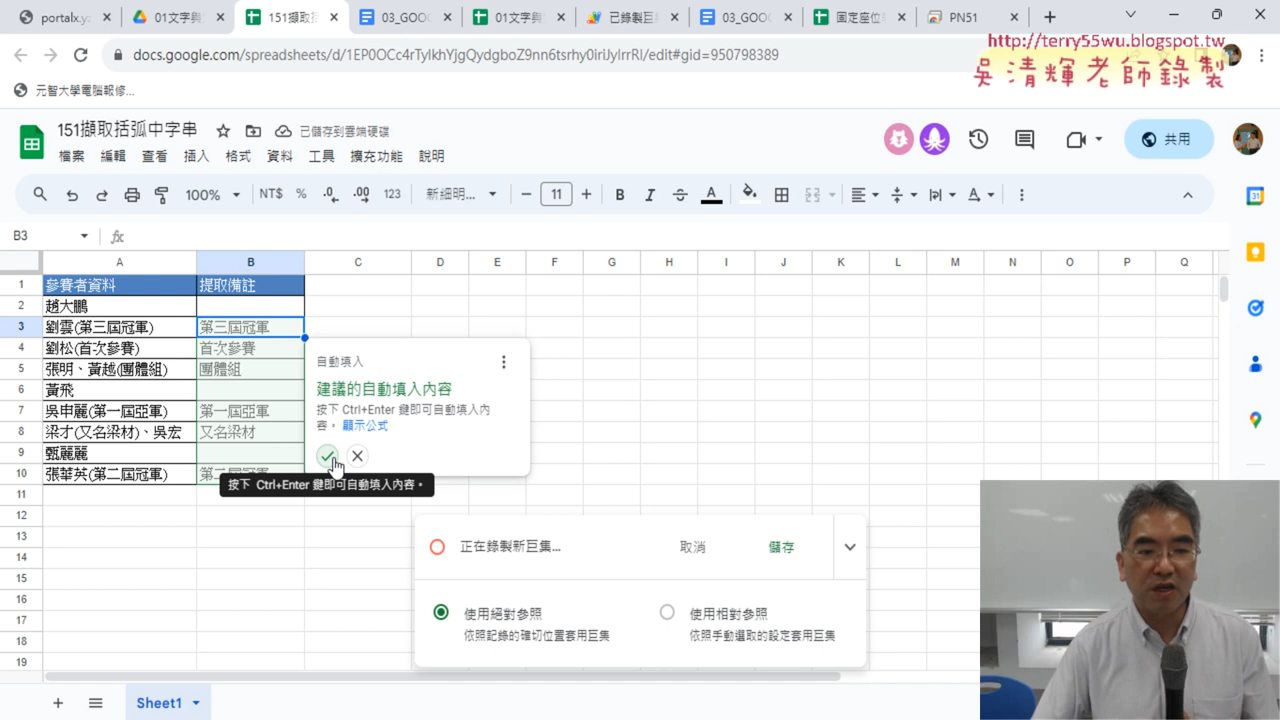 portalx.yz
01文字與
151擷取括
03_GOO
01文字與
已錄製巨
03_GOO
固定座位
PN51
docs.google.com/spreadsheets/d/1EP0OCc4rTyIkhYjgQydgboZ9nn6tsrhy0iriJyIrrRI/edit#gid=950798389
http://terry55wu.blogspot.tw
吳清輝老師錄製
元智大學電腦報修...
151擷取括弧中字串
已儲存到雲端硬碟
檔案 編輯 查看 插入 格式 資料 工具 擴充功能 說明
共用
100% NT$ % .0 .00 123 新細明... 11 B I A
B3 fx
A B C D E F G H I J K L M N O P Q
1 參賽者資料 提取備註
2 趙大鵬
3 劉雲(第三屆冠軍) 第三屆冠軍
4 劉松(首次參賽) 首次參賽
5 張明、黃越(團體組) 團體組
6 黃飛
7 吳申麗(第一屆亞軍) 第一屆亞軍
8 梁才(又名梁材)、吳宏 又名梁材
9 甄麗麗
10 張華英(第二屆冠軍) 第二屆冠軍
11
12
13
14
15
16
17
18
19
自動填入
建議的自動填入內容
按下 Ctrl+Enter 鍵即可自動填入內
容。 顯示公式
按下 Ctrl+Enter 鍵即可自動填入內容。
正在錄製新巨集...
取消
儲存
使用絕對參照
依照記錄的確切位置套用巨集
使用相對參照
依照手動選取的設定套用巨集
Sheet1